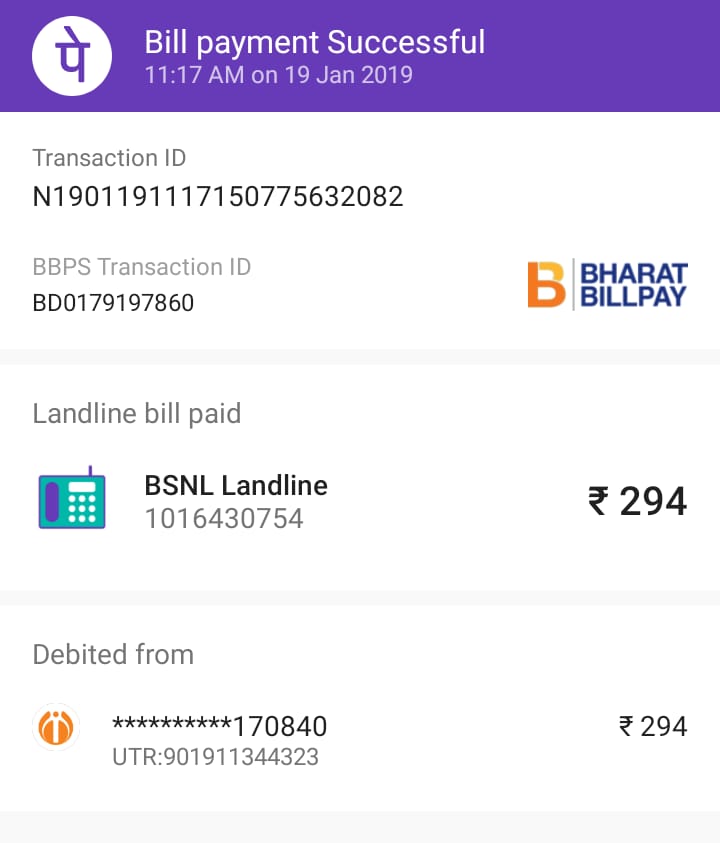 पे
Bill payment Successful
11:17 AM on 19 Jan 2019
Transaction ID
N1901191117150775632082
BBPS Transaction ID
BD0179197860
B BHARAT
BILLPAY
Landline bill paid
BSNL Landline
1016430754
₹ 294
Debited from
**********170840
₹ 294
UTR:901911344323